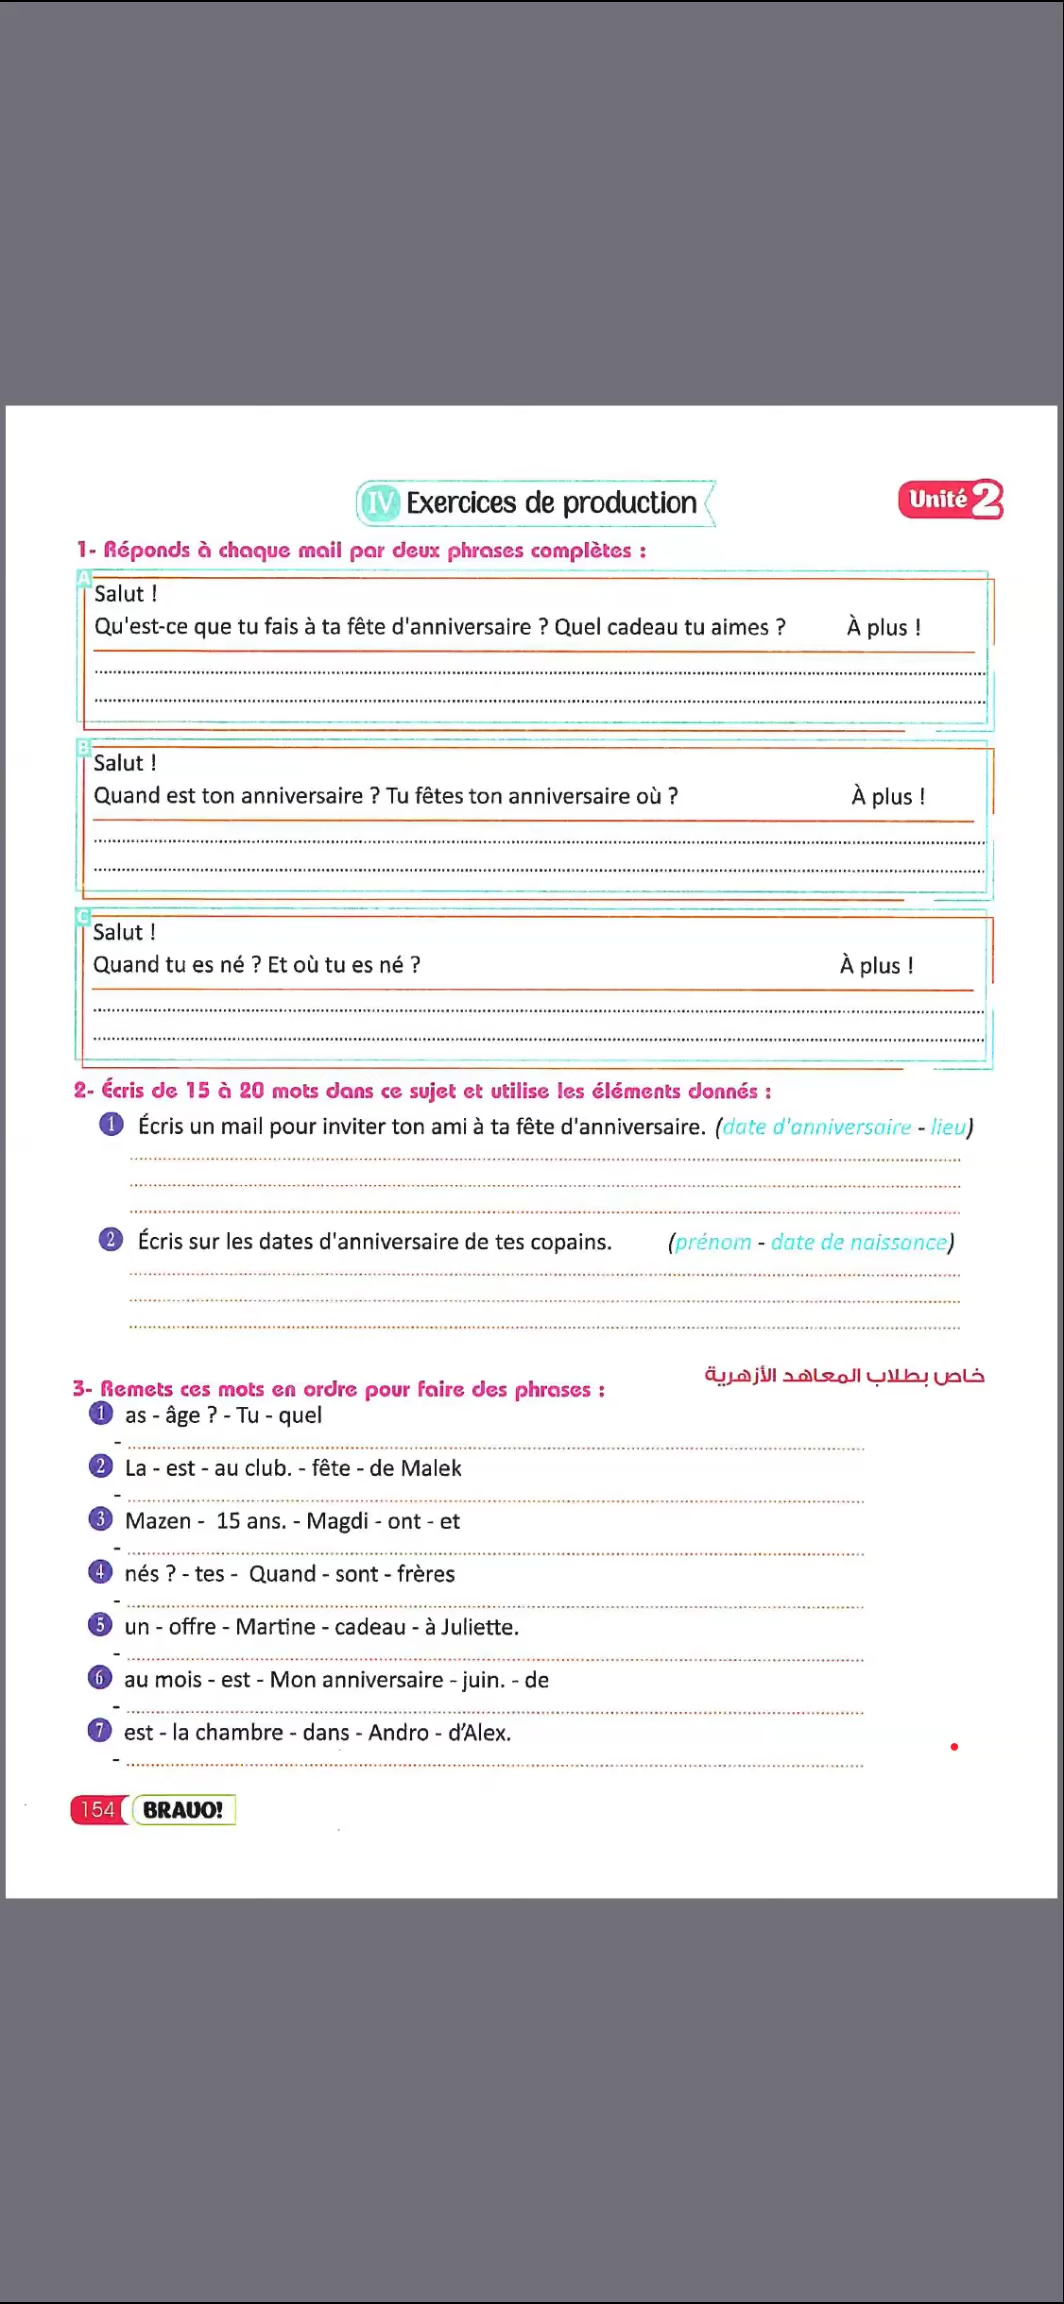 IV Exercices de production
Unité 2
1- Réponds à chaque mail par deux phrases complètes :
A
Salut !
Qu'est-ce que tu fais à ta fête d'anniversaire ? Quel cadeau tu aimes ? À plus !
B
Salut !
Quand est ton anniversaire ? Tu fêtes ton anniversaire où ? À plus !
C
Salut !
Quand tu es né ? Et où tu es né ? À plus !
2- Écris de 15 à 20 mots dans ce sujet et utilise les éléments donnés :
1 Écris un mail pour inviter ton ami à ta fête d'anniversaire. (date d'anniversaire - lieu)
2 Écris sur les dates d'anniversaire de tes copains. (prénom - date de naissance)
خاص بطلاب المعاهد الأزهرية
3- Remets ces mots en ordre pour faire des phrases :
1 as - âge ? - Tu - quel
-
2 La - est - au club. - fête - de Malek
-
3 Mazen - 15 ans. - Magdi - ont - et
-
4 nés ? - tes - Quand - sont - frères
-
5 un - offre - Martine - cadeau - à Juliette.
-
6 au mois - est - Mon anniversaire - juin. - de
-
7 est - la chambre - dans - Andro - d'Alex.
-
154 BRAVO!